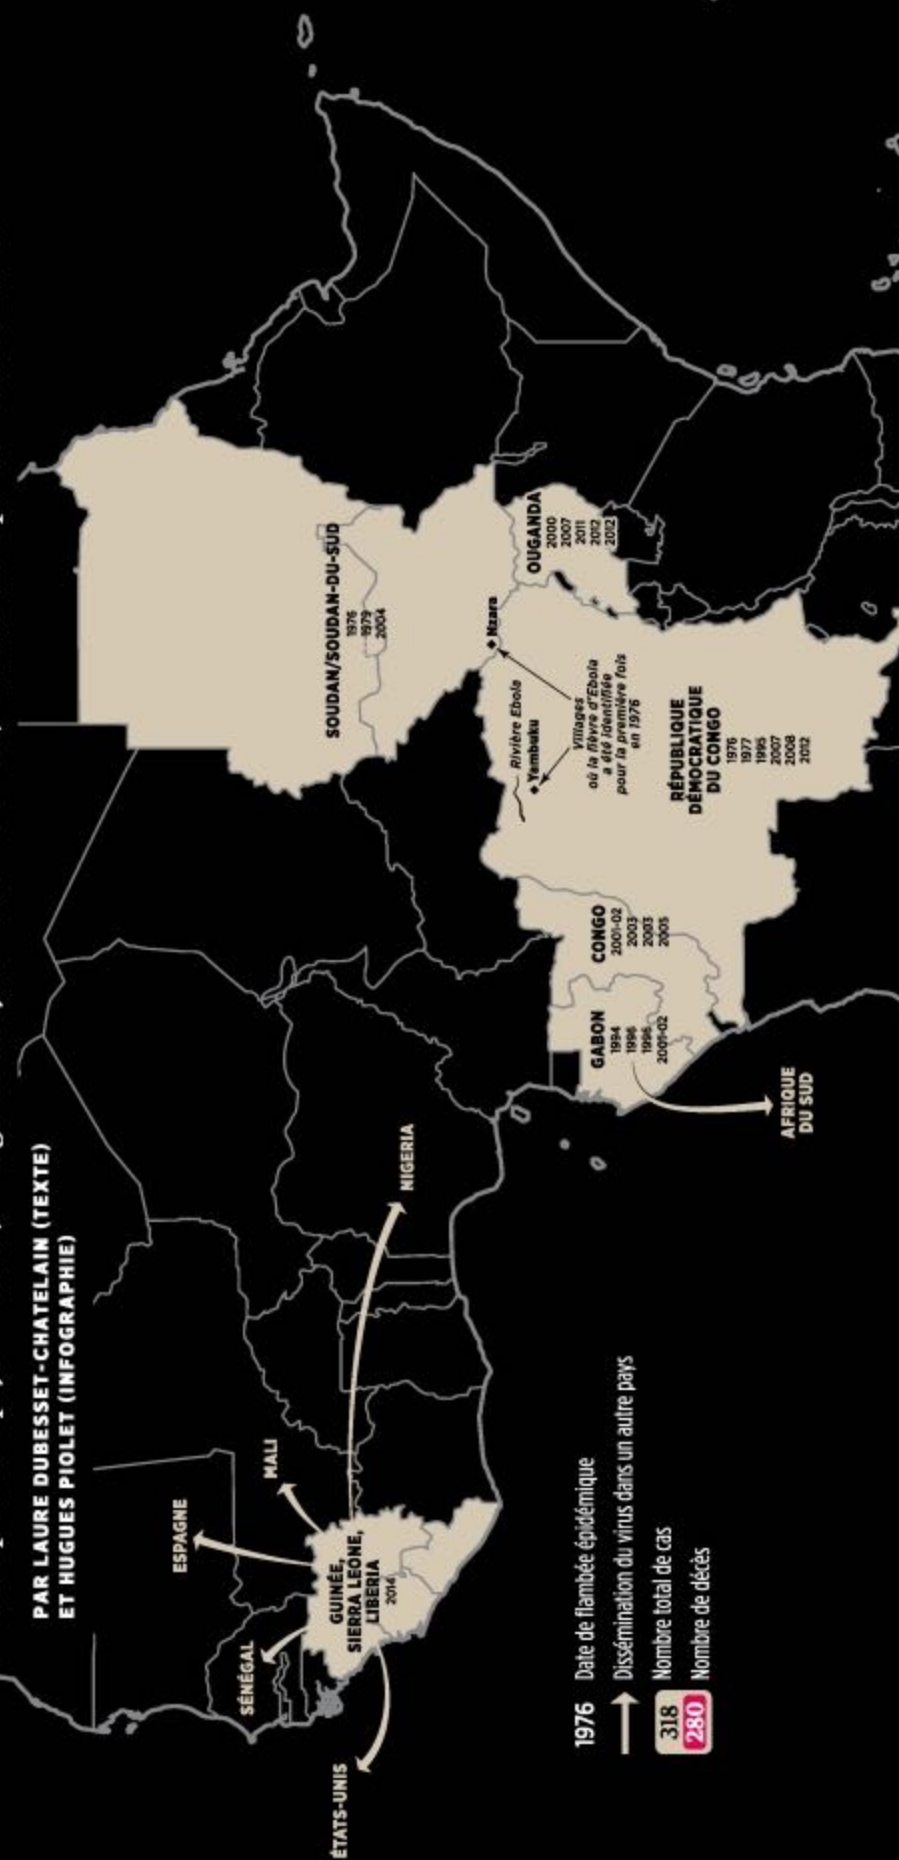 PAR LAURE DUBESSET-CHATELAIN (TEXTE)
ET HUGUES PIOLET (INFOGRAPHIE)
ESPAGNE
MALI
SÉNÉGAL
ÉTATS-UNIS
GUINÉE,
SIERRA LEONE,
LIBERIA
2014
NIGERIA
SOUDAN/SOUDAN-DU-SUD
1976
1979
2004
Nzara
Rivière Ebola
Yambuku
Villages
où la fièvre d'Ebola
a été identifiée
pour la première fois
en 1976
OUGANDA
2000
2007
2011
2012
2012
RÉPUBLIQUE
DÉMOCRATIQUE
DU CONGO
1976
1977
1995
2007
2008
2012
CONGO
2001-02
2003
2003
2005
GABON
1994
1996
1996
2001-02
AFRIQUE
DU SUD
1976 Date de flambée épidémique
Dissémination du virus dans un autre pays
318 Nombre total de cas
280 Nombre de décès